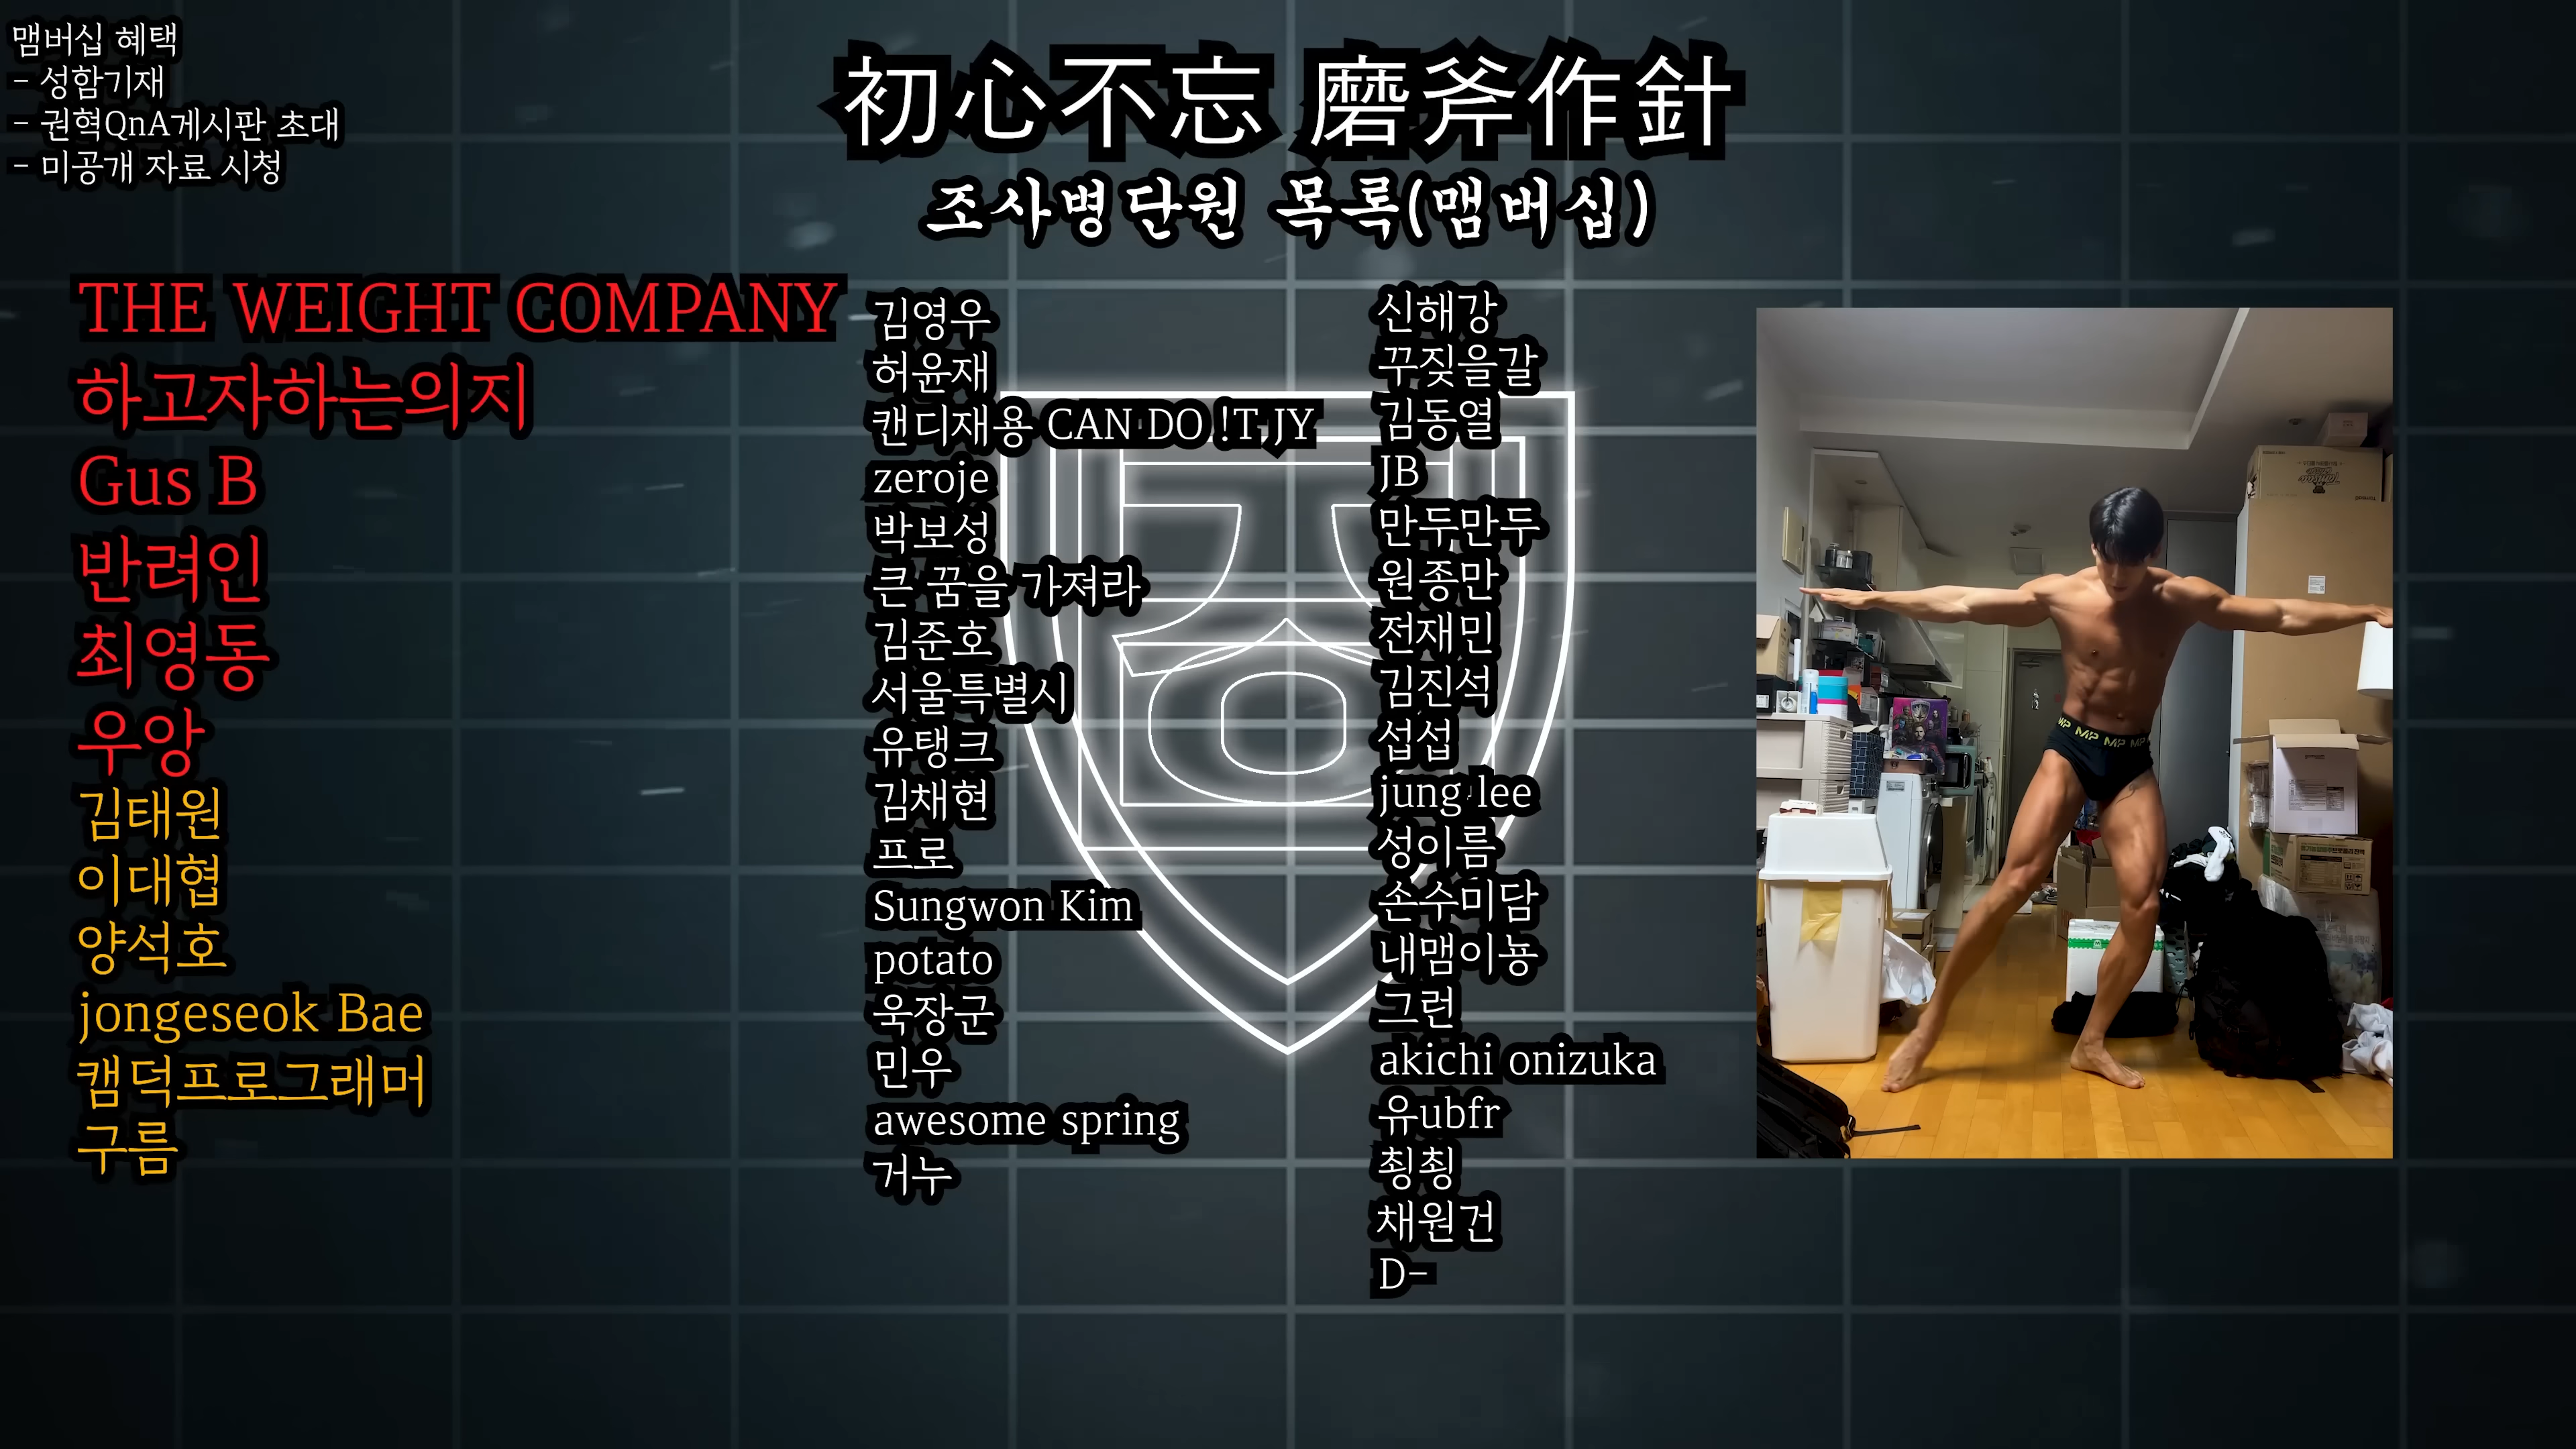 맴버십 혜택
- 성함기재
- 권혁QnA게시판 초대
- 미공개 자료 시청
初心不忘 磨斧作針
조사병단원 목록(맴버십)
THE WEIGHT COMPANY
하고자하는의지
Gus B
반려인
최영동
우앙
김태원
이대협
양석호
jongeseok Bae
캠덕프로그래머
구름
김영우
허윤재
캔디재용 CAN DO !T JY
zeroje
박보성
큰 꿈을 가져라
김준호
서울특별시
유탱크
김채현
프로
Sungwon Kim
potato
욱장군
민우
awesome spring
거누
신해강
꾸짖을갈
김동열
JB
만두만두
원종만
전재민
김진석
섭섭
jung lee
성이름
손수미담
내맴이늉
그런
akichi onizuka
유ubfr
칭칭
채원건
D-
MP MP MP MP